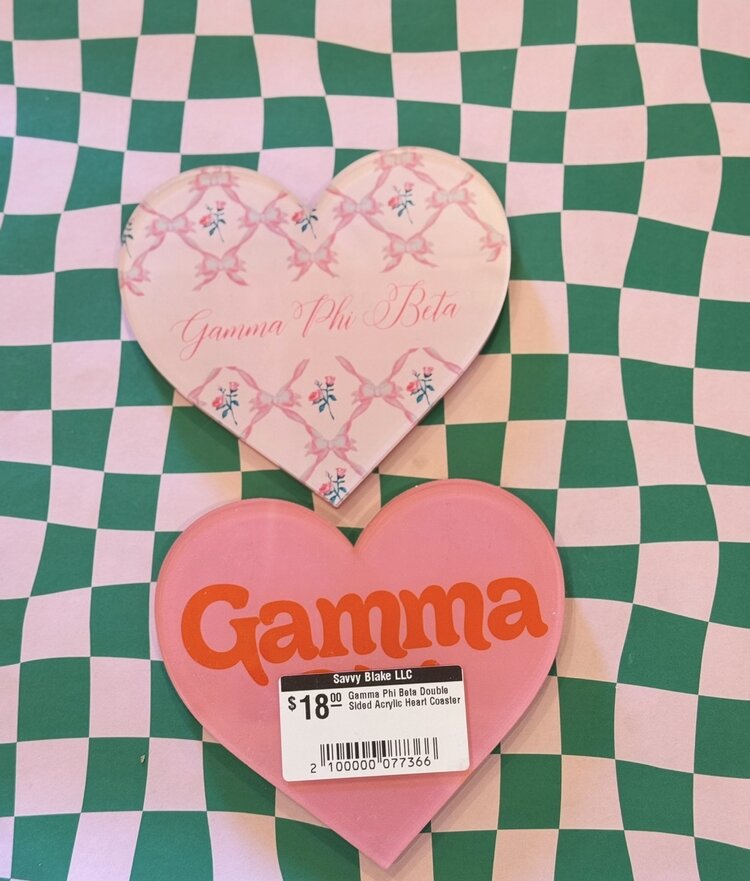 Gamma Phi Beta
Gamma
Savvy Blake LLC
$18.00 Gamma Phi Beta Double
Sided Acrylic Heart Coaster
2 100000 077366